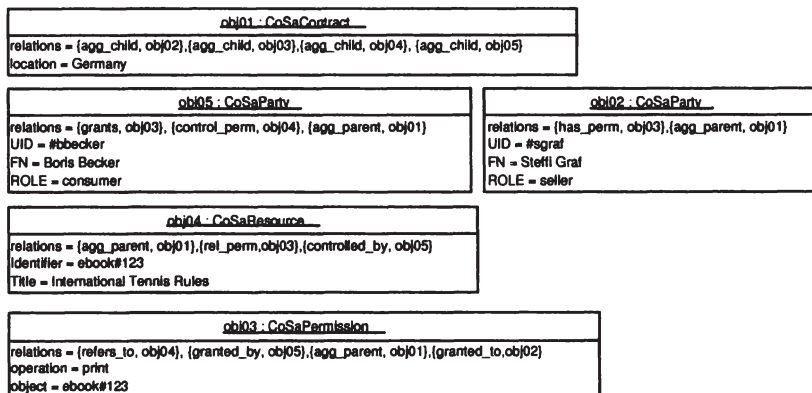 obj01 : CoSaContract
relations = {agg_child, obj02},{agg_child, obj03},{agg_child, obj04}, {agg_child, obj05}
location = Germany
obj05 : CoSaParty
relations = {grants, obj03}, {control_perm, obj04}, {agg_parent, obj01}
UID = #bbecker
FN = Boris Becker
ROLE = consumer
obj02 : CoSaParty
relations = {has_perm, obj03},{agg_parent, obj01}
UID = #sgraf
FN = Steffi Graf
ROLE = seller
obj04 : CoSaResource
relations = {agg_parent, obj01},{rel_perm,obj03},{controlled_by, obj05}
Identifier = ebook#123
Title = International Tennis Rules
obj03 : CoSaPermission
relations = {refers_to, obj04}, {granted_by, obj05},{agg_parent, obj01},{granted_to,obj02}
operation = print
object = ebook#123